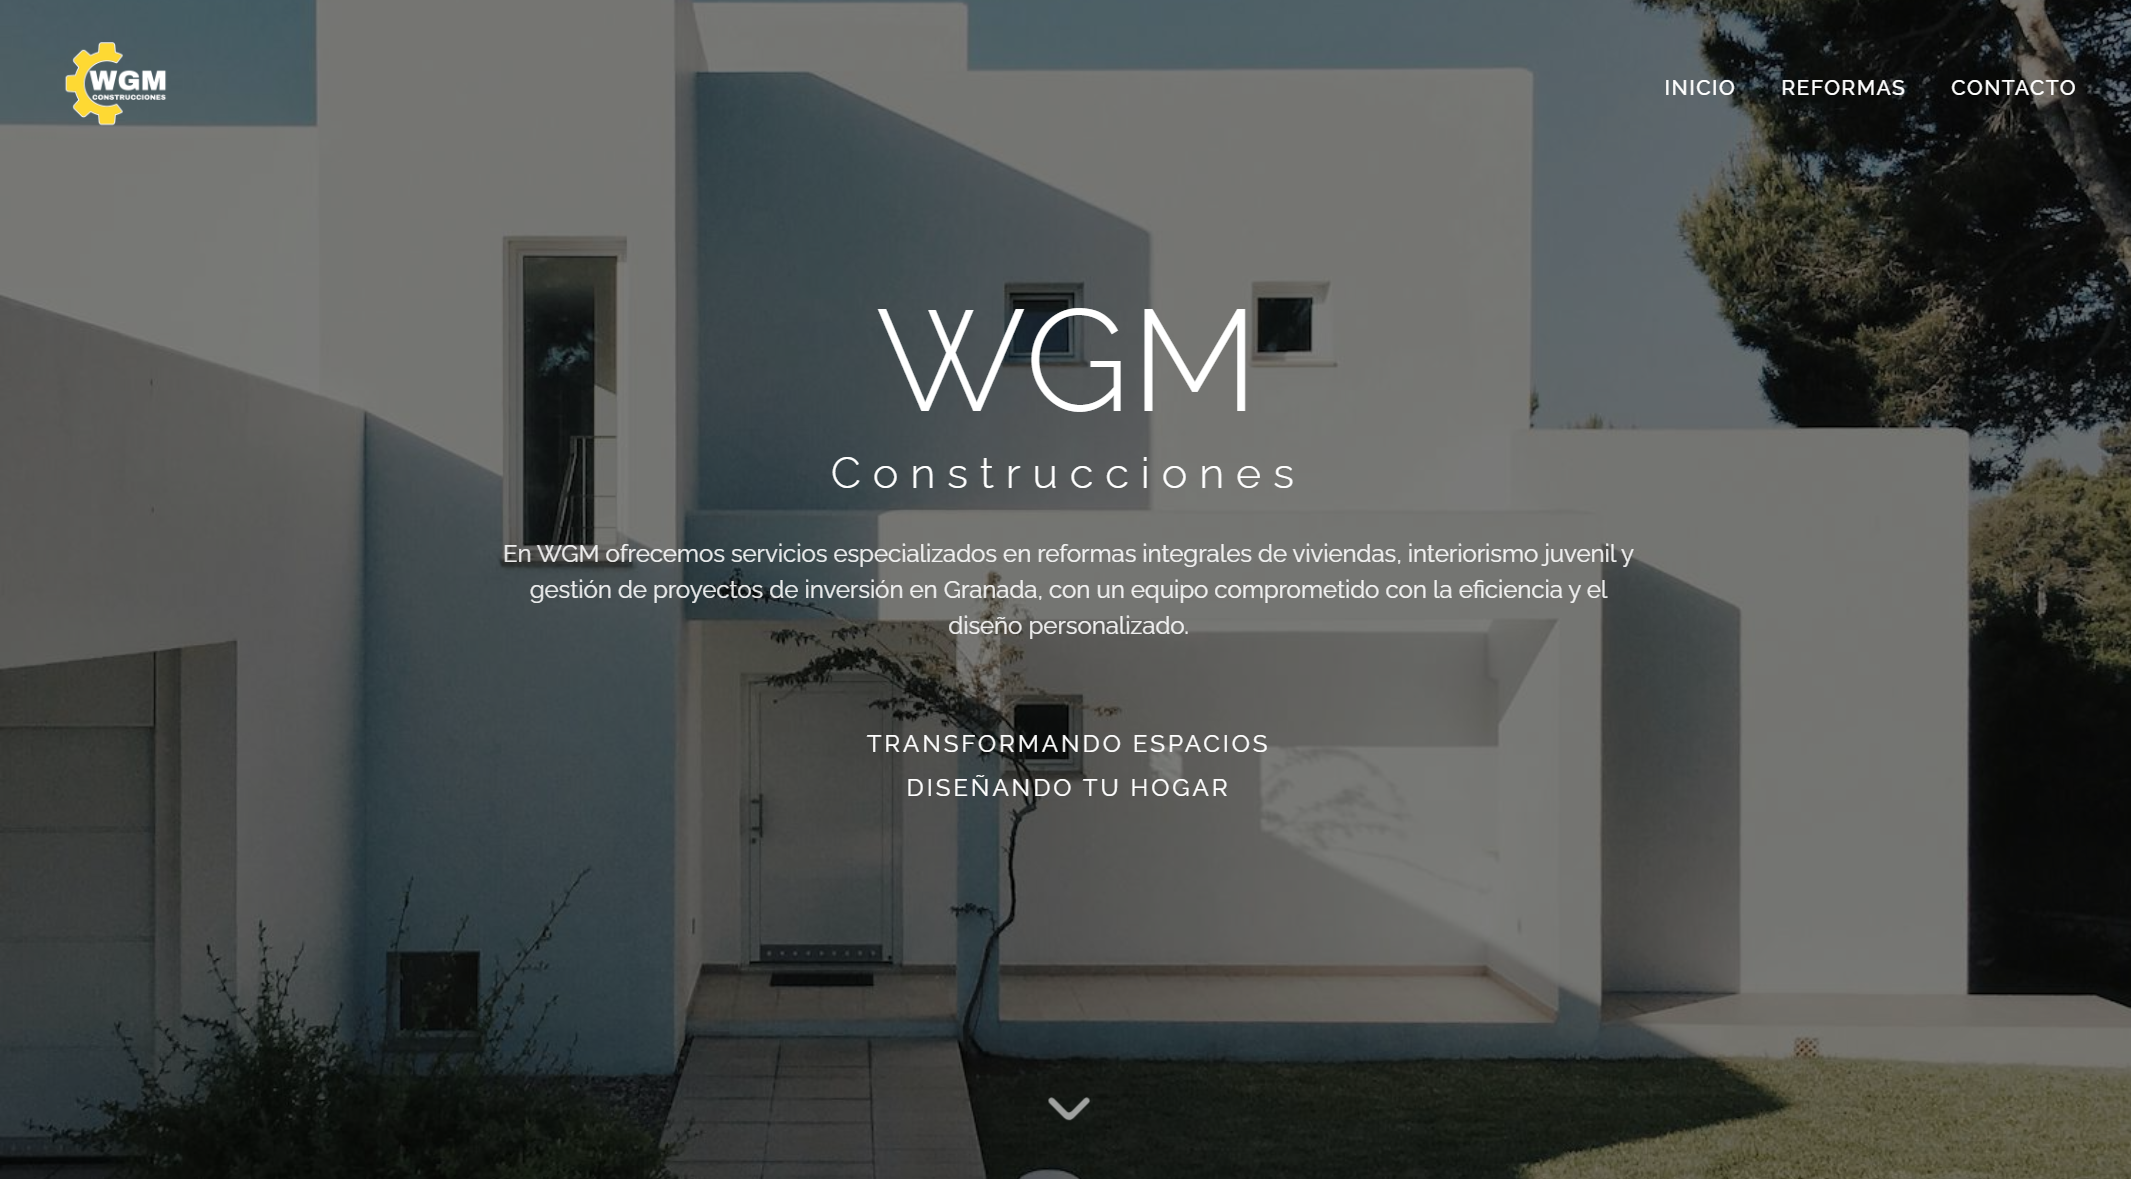 WGM
CONSTRUCCIONES
INICIO REFORMAS CONTACTO
WGM
Construcciones
En WGM ofrecemos servicios especializados en reformas integrales de viviendas, interiorismo juvenil y
gestión de proyectos de inversión en Granada, con un equipo comprometido con la eficiencia y el
diseño personalizado.
TRANSFORMANDO ESPACIOS
DISEÑANDO TU HOGAR